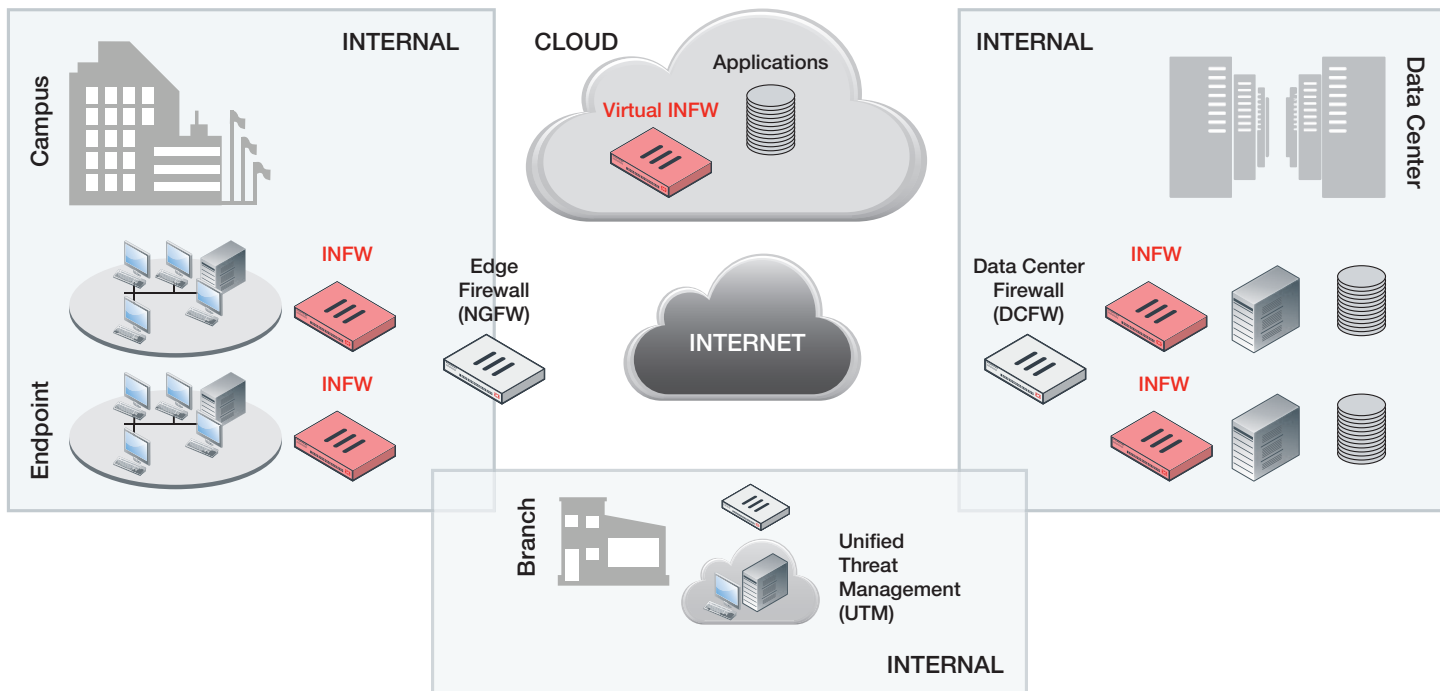 INTERNAL
Campus
INFW
Edge
Firewall
(NGFW)
INFW
Endpoint
CLOUD
Applications
Virtual INFW
INTERNET
INTERNAL
Data Center
Data Center
Firewall
(DCFW)
INFW
INFW
Branch
Unified
Threat
Management
(UTM)
INTERNAL